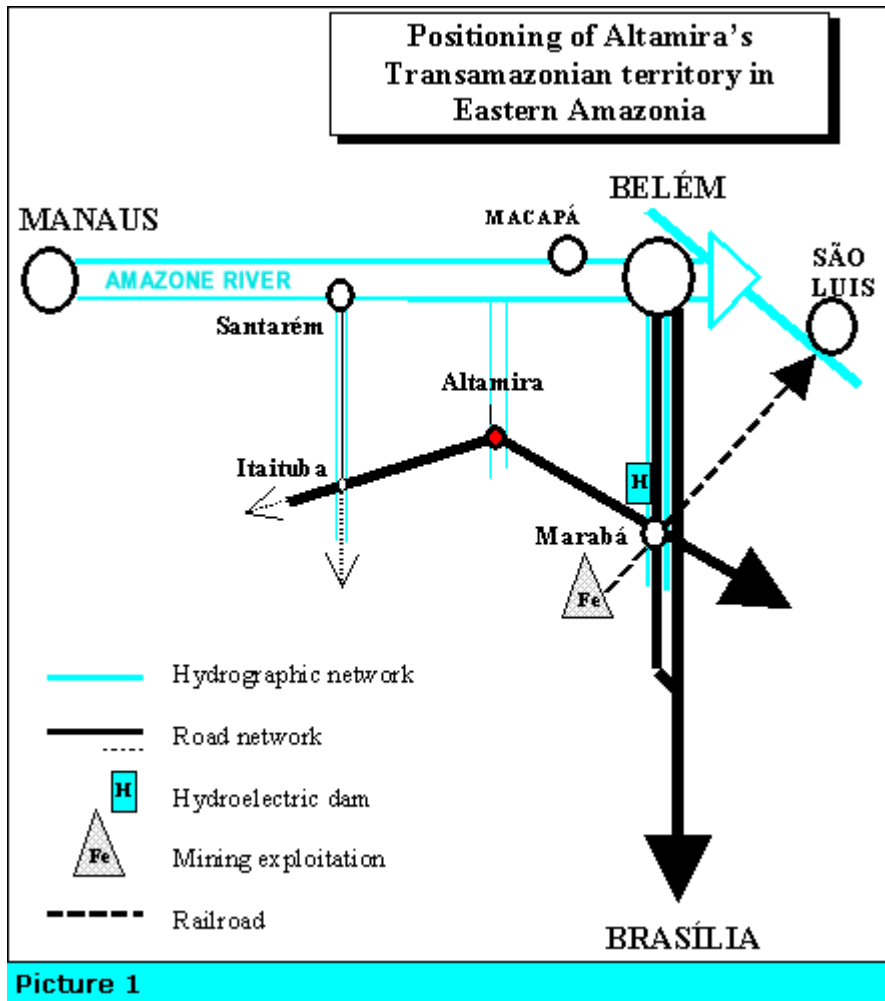 Positioning of Altamira's
Transamazonian territory in
Eastern Amazonia
BELÉM
MANAUS
MACAPÁ
SÃO
LUIS
AMAZONE RIVER
Santarém
Altamira
Itaituba
H
Marabá
Fe
Hydrographic network
Road network
H
Hydroelectric dam
Fe
Mining exploitation
Railroad
BRASÍLIA
Picture 1